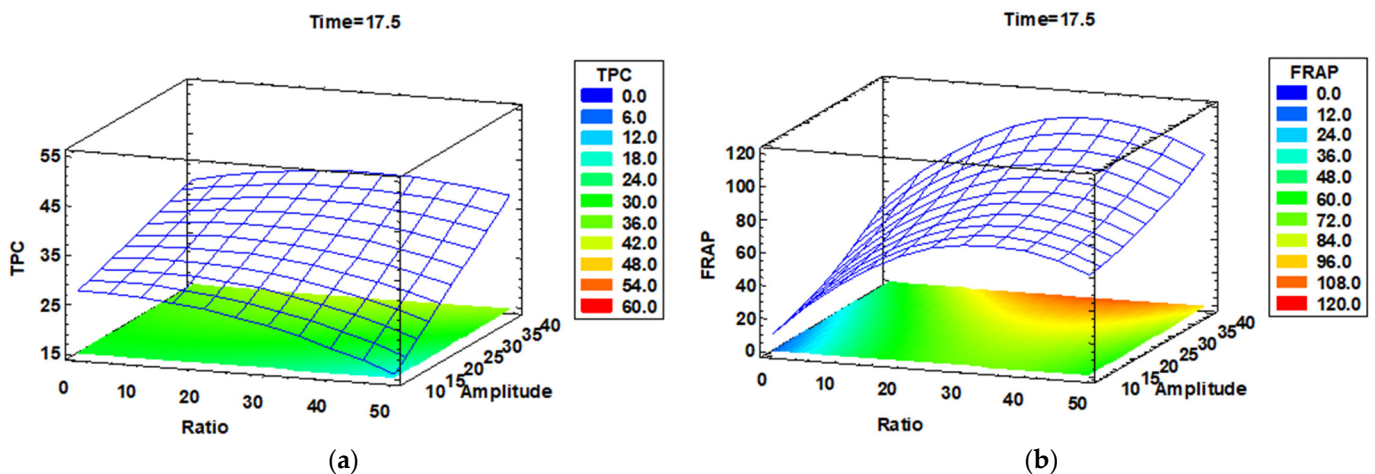 Time=17.5
TPC
0.0
6.0
12.0
18.0
24.0
30.0
36.0
42.0
48.0
54.0
60.0
TPC
55
45
35
25
15
0 10 20 30 40 50
Ratio
10 15 20 25 30 35 40
Amplitude
(a)
Time=17.5
FRAP
0.0
12.0
24.0
36.0
48.0
60.0
72.0
84.0
96.0
108.0
120.0
FRAP
120
100
80
60
40
20
0
0 10 20 30 40 50
Ratio
10 15 20 25 30 35 40
Amplitude
(b)